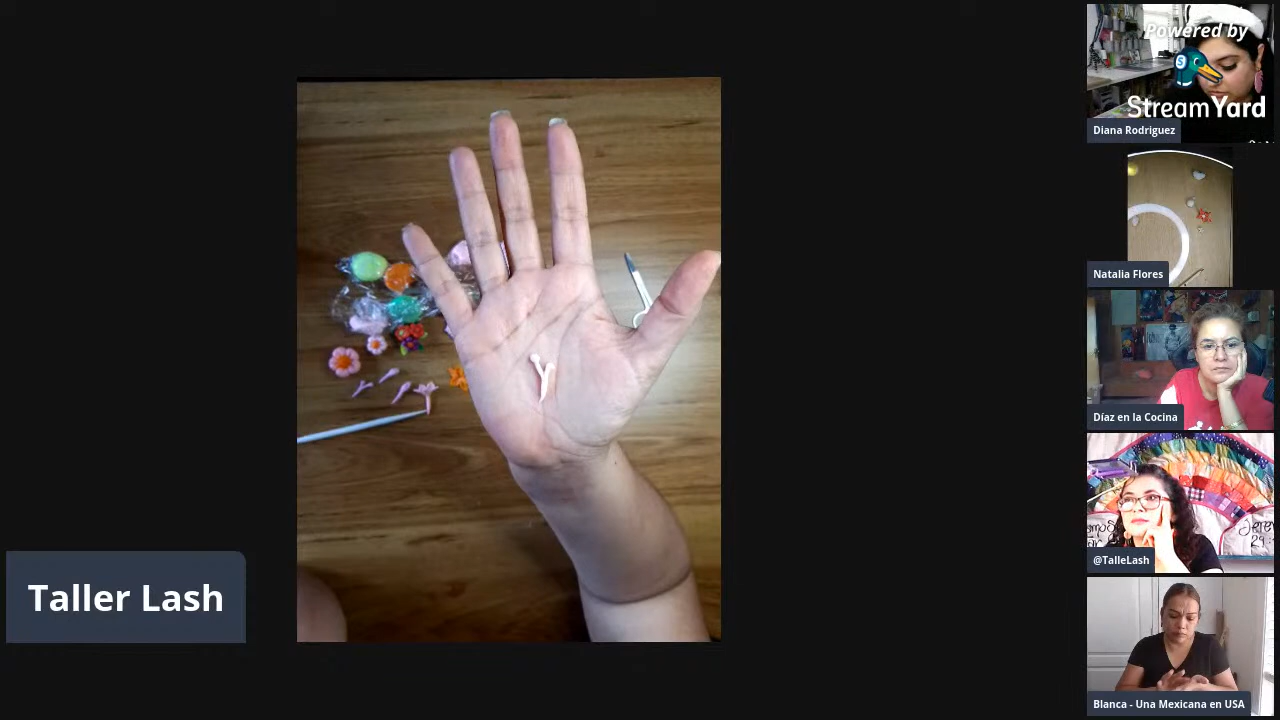 Powered by
StreamYard
Diana Rodriguez
Natalia Flores
Díaz en la Cocina
@TalleLash
Blanca - Una Mexicana en USA
Taller Lash